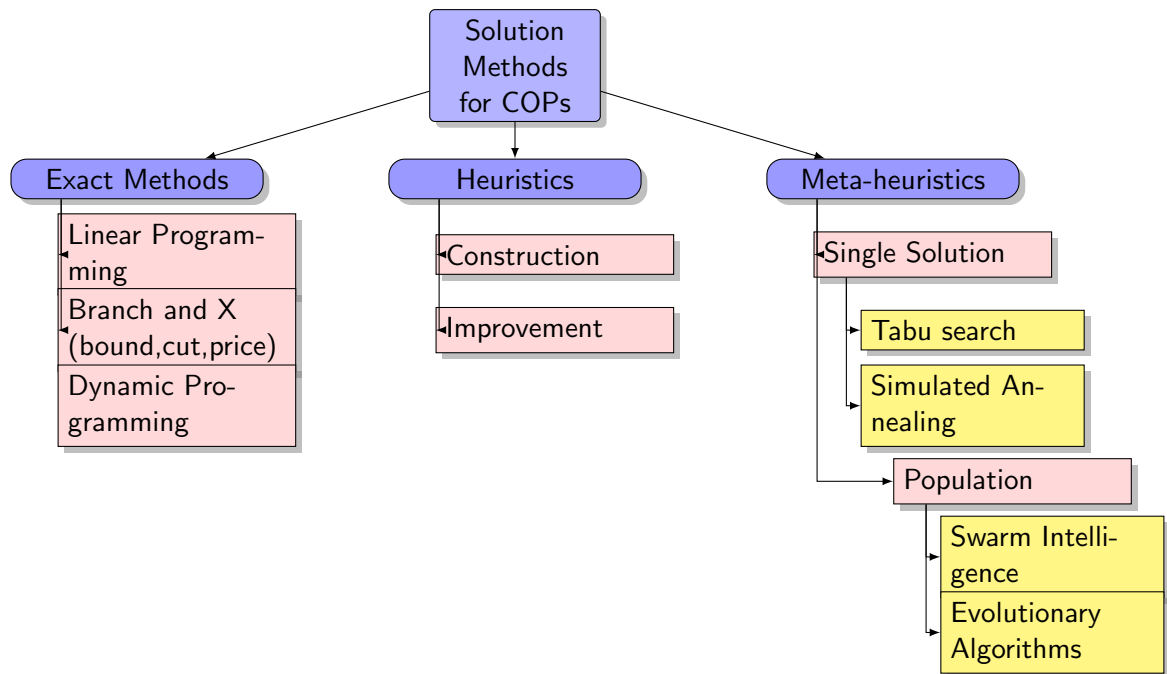 Solution
Methods
for COPs
Exact Methods
Heuristics
Meta-heuristics
Linear Program-
ming
Branch and X
(bound,cut,price)
Dynamic Pro-
gramming
Construction
Improvement
Single Solution
Tabu search
Simulated An-
nealing
Population
Swarm Intelli-
gence
Evolutionary
Algorithms